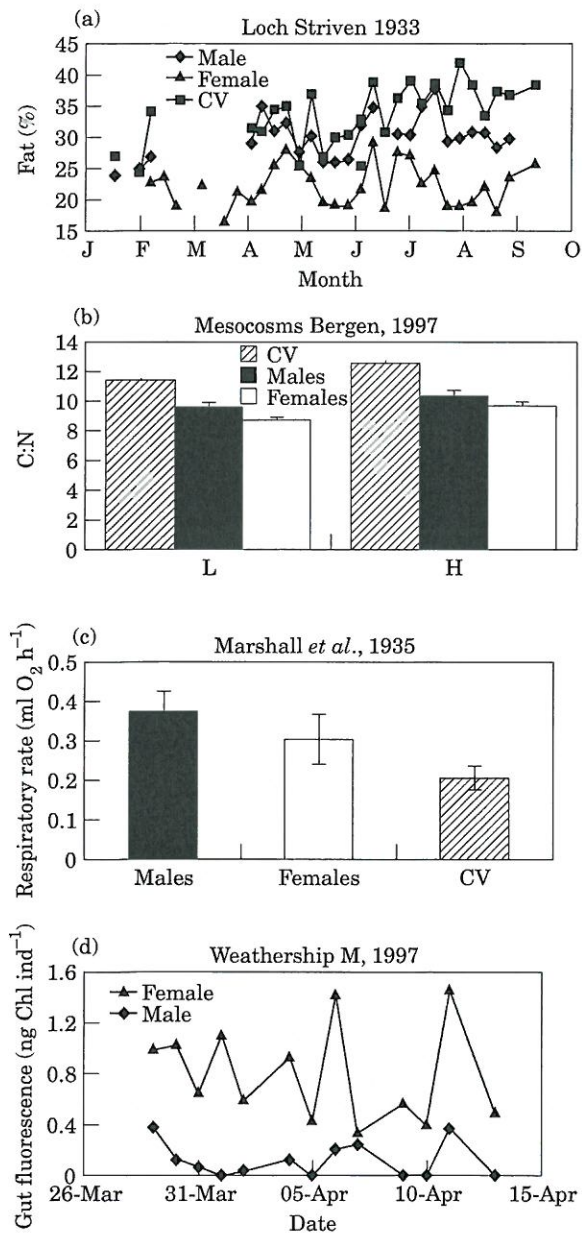 (a)
Loch Striven 1933
45
40
35
30
25
20
15
Fat (%)
Male
Female
CV
J F M A M J J A S O
Month
(b)
Mesocosms Bergen, 1997
14
12
10
8
6
4
2
0
C:N
CV
Males
Females
L H
(c)
Marshall et al., 1935
0.5
0.4
0.3
0.2
0.1
0
Respiratory rate (ml O₂ h⁻¹)
Males Females CV
(d)
Weathership M, 1997
1.6
1.2
0.8
0.4
0
Gut fluorescence (ng Chl ind⁻¹)
Female
Male
26-Mar 31-Mar 05-Apr 10-Apr 15-Apr
Date